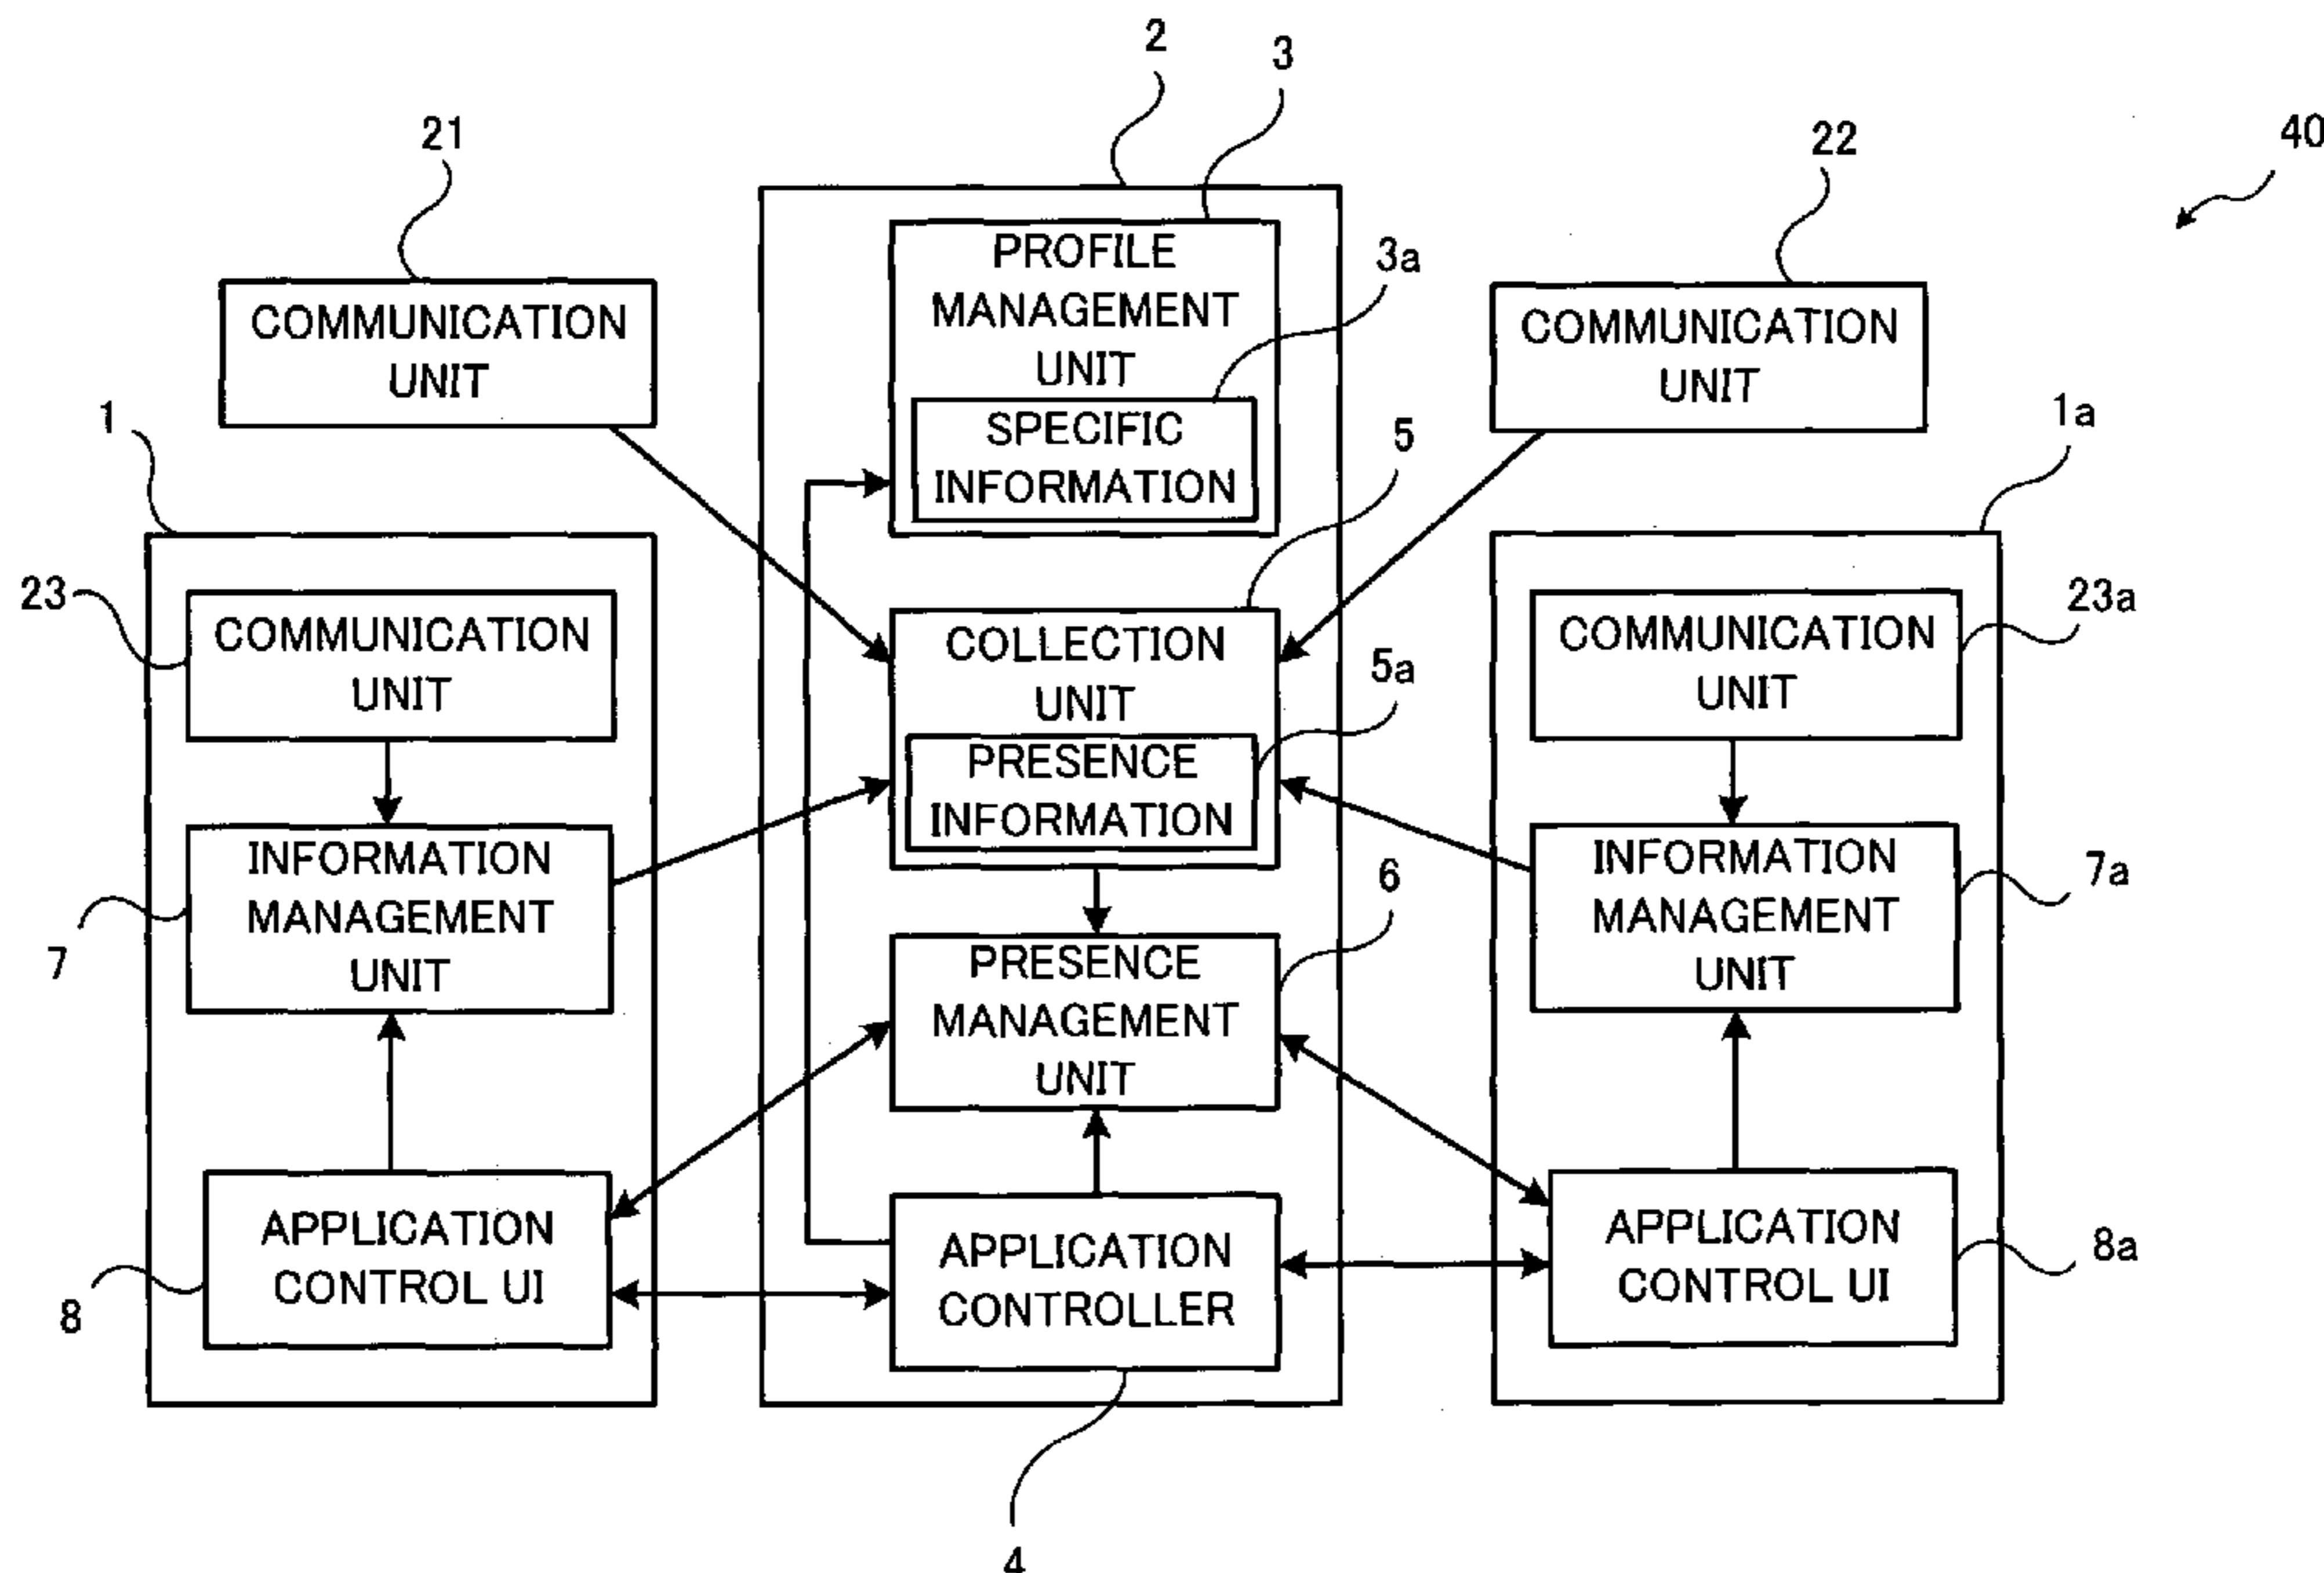 2
3
21
22
40
PROFILE
MANAGEMENT
UNIT
3a
COMMUNICATION
UNIT
COMMUNICATION
UNIT
SPECIFIC
INFORMATION
1
5
1a
23
COMMUNICATION
UNIT
COLLECTION
UNIT
5a
PRESENCE
INFORMATION
COMMUNICATION
UNIT
23a
INFORMATION
MANAGEMENT
UNIT
7
6
PRESENCE
MANAGEMENT
UNIT
INFORMATION
MANAGEMENT
UNIT
7a
APPLICATION
CONTROL UI
8
APPLICATION
CONTROLLER
4
APPLICATION
CONTROL UI
8a